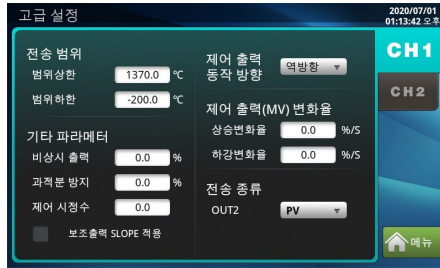 고급 설정
2020/07/01
01:13:42 오후
전송 범위
범위상한 1370.0 ℃
범위하한 -200.0 ℃
기타 파라메터
비상시 출력 0.0 %
과적분 방지 0.0 %
제어 시정수 0.0
보조출력 SLOPE 적용
제어 출력
동작 방향 역방향
제어 출력(MV) 변화율
상승변화율 0.0 %/S
하강변화율 0.0 %/S
전송 종류
OUT2 PV
CH1
CH2
메뉴